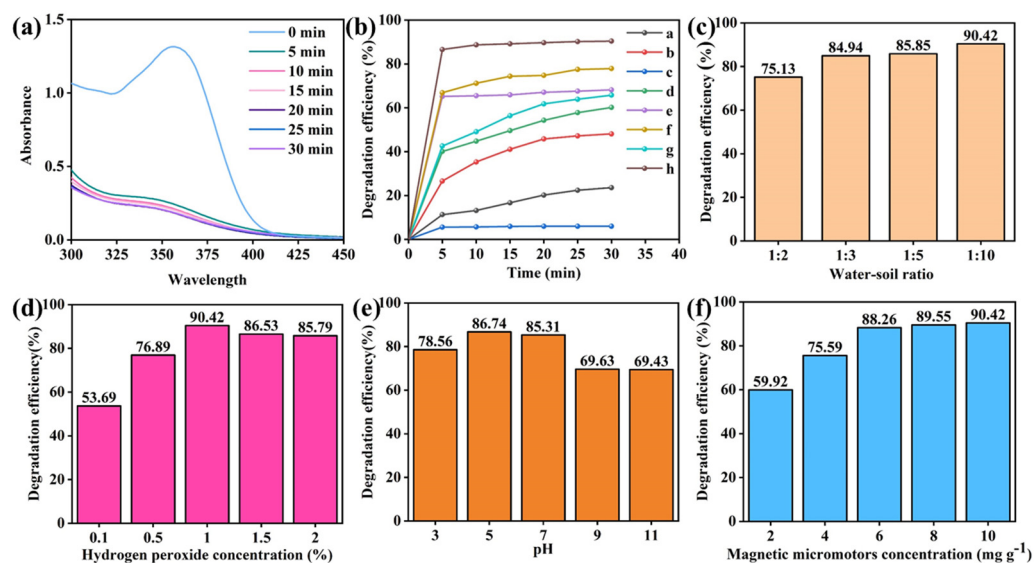 (a)
1.5
1.0
0.5
0.0
Absorbance
300 325 350 375 400 425 450
Wavelength
0 min
5 min
10 min
15 min
20 min
25 min
30 min
(b)
100
80
60
40
20
0
Degradation efficiency (%)
0 5 10 15 20 25 30 35 40
Time (min)
a
b
c
d
e
f
g
h
(c)
100
80
60
40
20
0
Degradation efficiency (%)
75.13 84.94 85.85 90.42
1:2 1:3 1:5 1:10
Water-soil ratio
(d)
100
80
60
40
20
0
Degradation efficiency(%)
53.69 76.89 90.42 86.53 85.79
0.1 0.5 1 1.5 2
Hydrogen peroxide concentration (%)
(e)
100
80
60
40
20
0
Degradation efficiency(%)
78.56 86.74 85.31 69.63 69.43
3 5 7 9 11
pH
(f)
100
80
60
40
20
0
Degradation efficiency (%)
59.92 75.59 88.26 89.55 90.42
2 4 6 8 10
Magnetic micromotors concentration (mg g⁻¹)